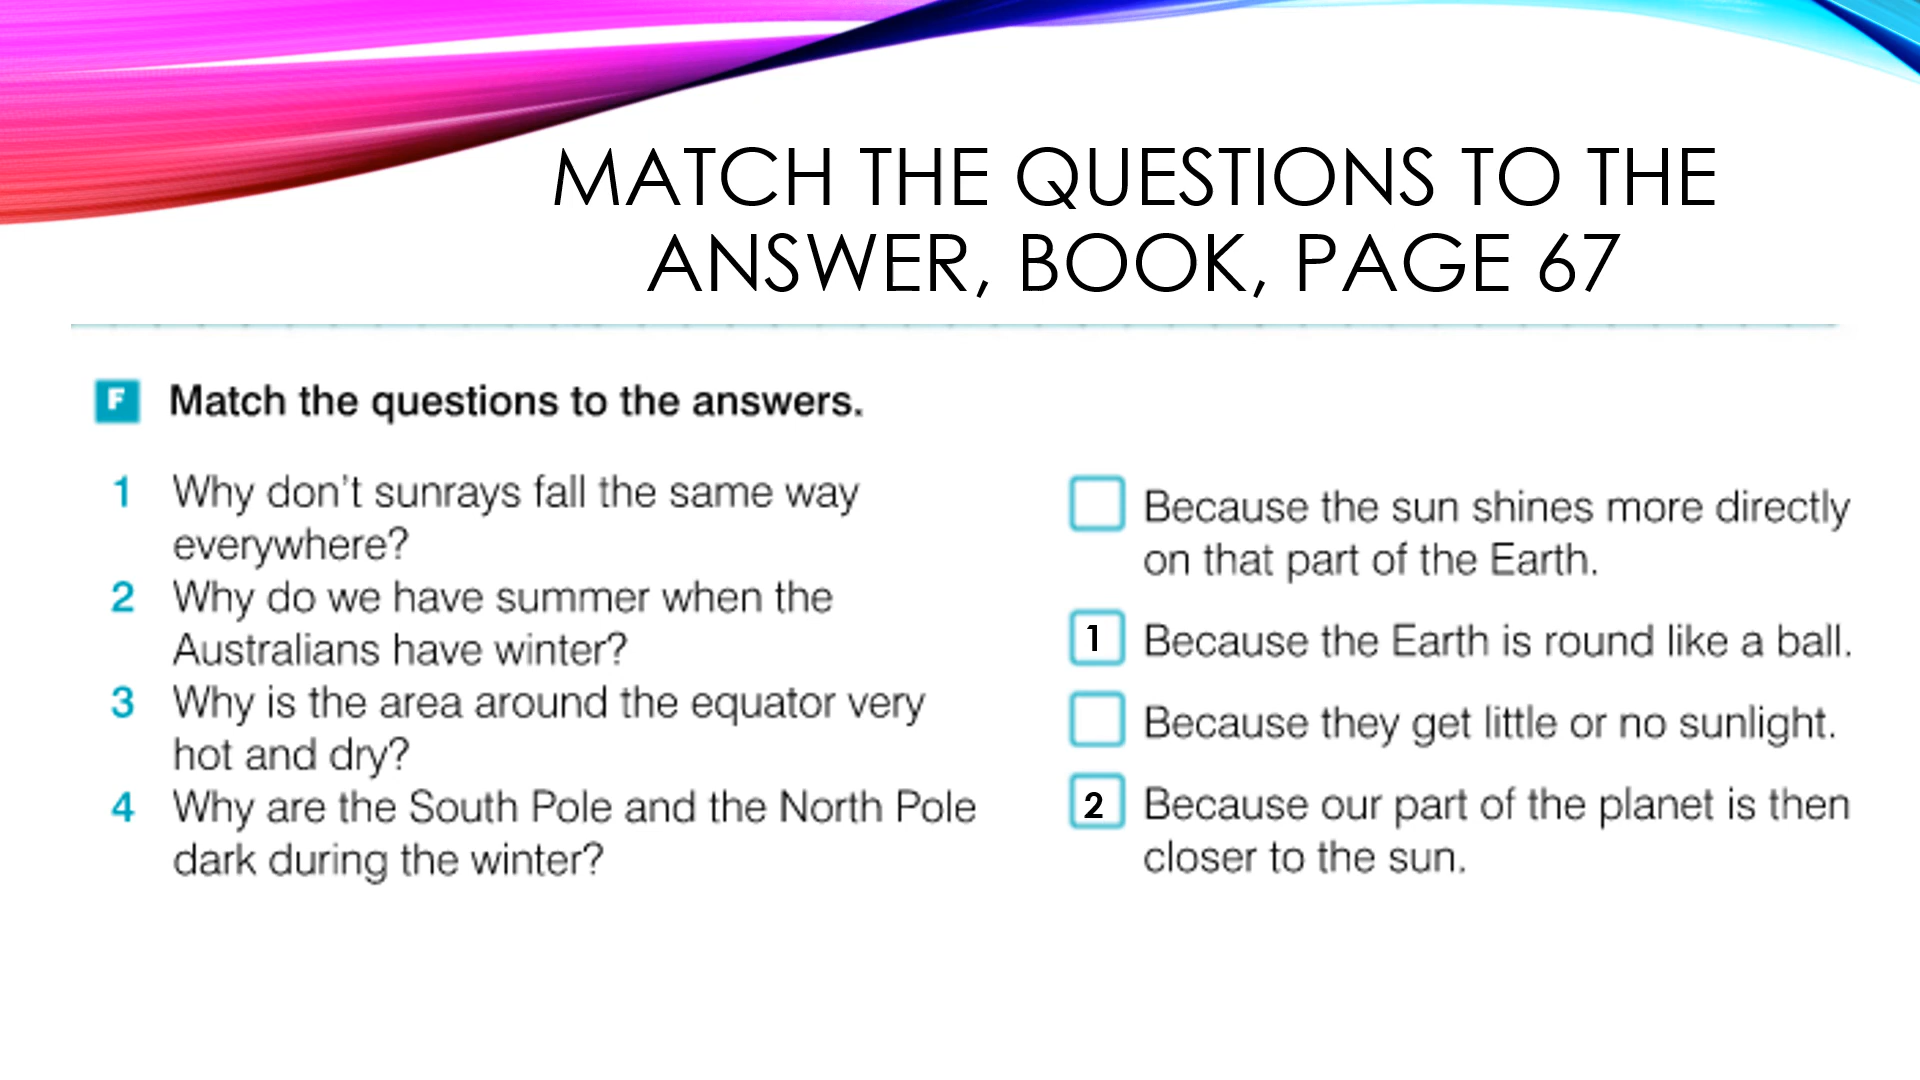 MATCH THE QUESTIONS TO THE
ANSWER, BOOK, PAGE 67
F Match the questions to the answers.
1 Why don't sunrays fall the same way
everywhere?
2 Why do we have summer when the
Australians have winter?
3 Why is the area around the equator very
hot and dry?
4 Why are the South Pole and the North Pole
dark during the winter?
Because the sun shines more directly
on that part of the Earth.
1 Because the Earth is round like a ball.
Because they get little or no sunlight.
2 Because our part of the planet is then
closer to the sun.